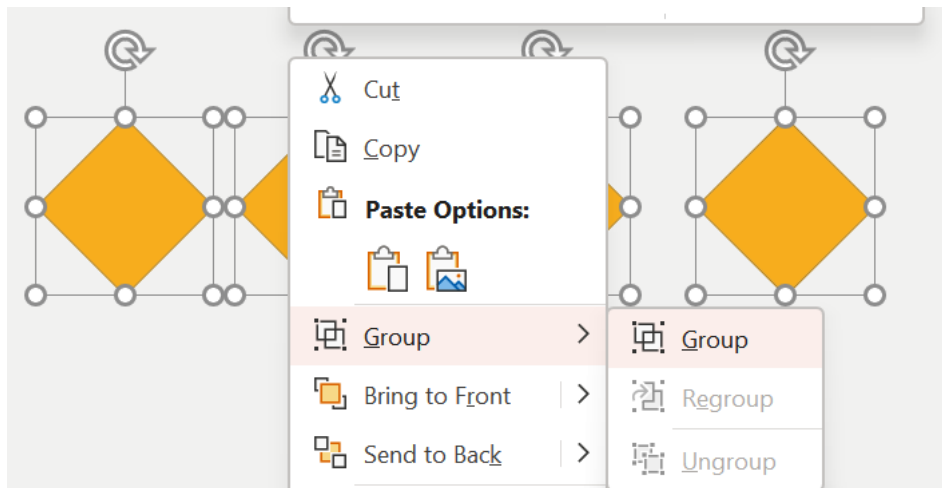 Cut
Copy
Paste Options:
Group
Group
Bring to Front
Regroup
Send to Back
Ungroup